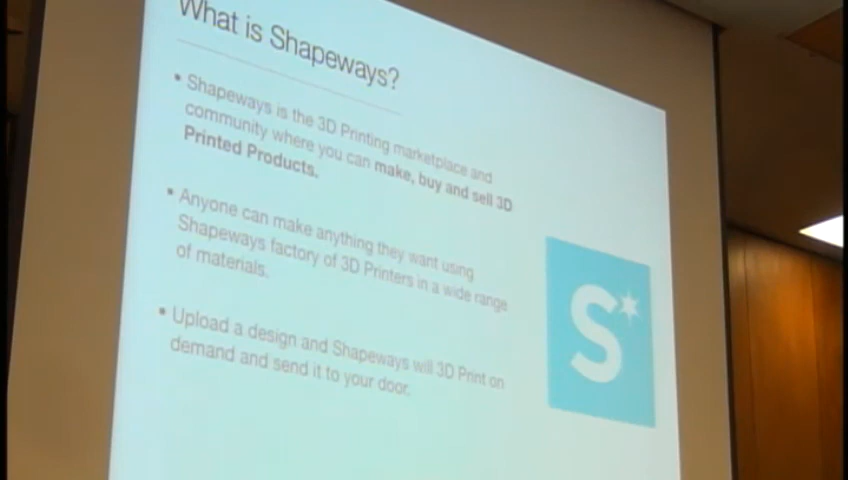 What is Shapeways?
• Shapeways is the 3D Printing marketplace and
community where you can make, buy and sell 3D
Printed Products.
• Anyone can make anything they want using
Shapeways factory of 3D Printers in a wide range
of materials.
• Upload a design and Shapeways will 3D Print on
demand and send it to your door.
S*